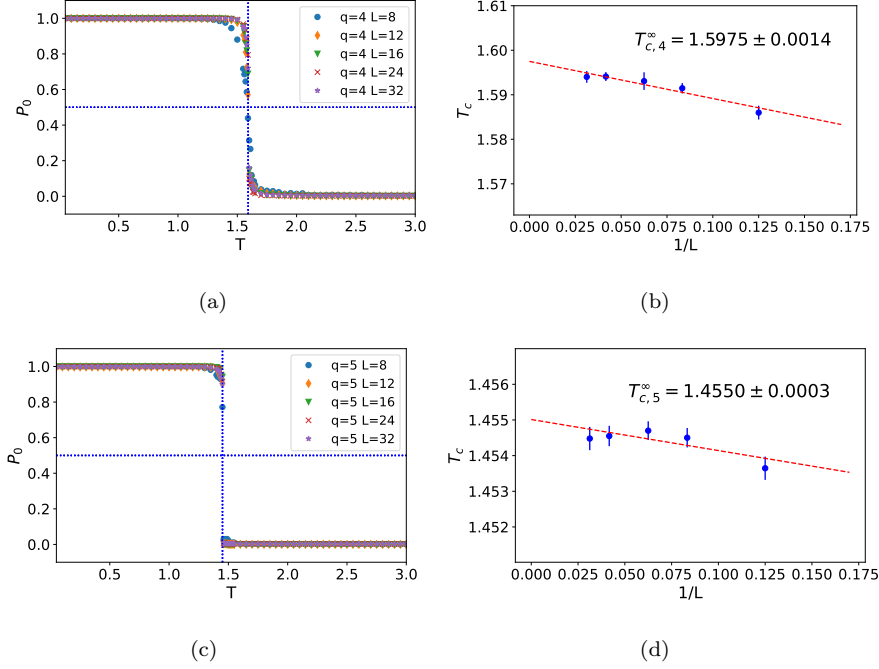 1.0
0.8
0.6
0.4
0.2
0.0
P₀
0.5 1.0 1.5 2.0 2.5 3.0
T
q=4 L=8
q=4 L=12
q=4 L=16
q=4 L=24
q=4 L=32
(a)
1.61
1.60
1.59
1.58
1.57
T_c
0.000 0.025 0.050 0.075 0.100 0.125 0.150 0.175
1/L
T_{c,4}^∞ = 1.5975 ± 0.0014
(b)
1.0
0.8
0.6
0.4
0.2
0.0
P₀
0.5 1.0 1.5 2.0 2.5 3.0
T
q=5 L=8
q=5 L=12
q=5 L=16
q=5 L=24
q=5 L=32
(c)
1.456
1.455
1.454
1.453
1.452
T_c
0.000 0.025 0.050 0.075 0.100 0.125 0.150 0.175
1/L
T_{c,5}^∞ = 1.4550 ± 0.0003
(d)